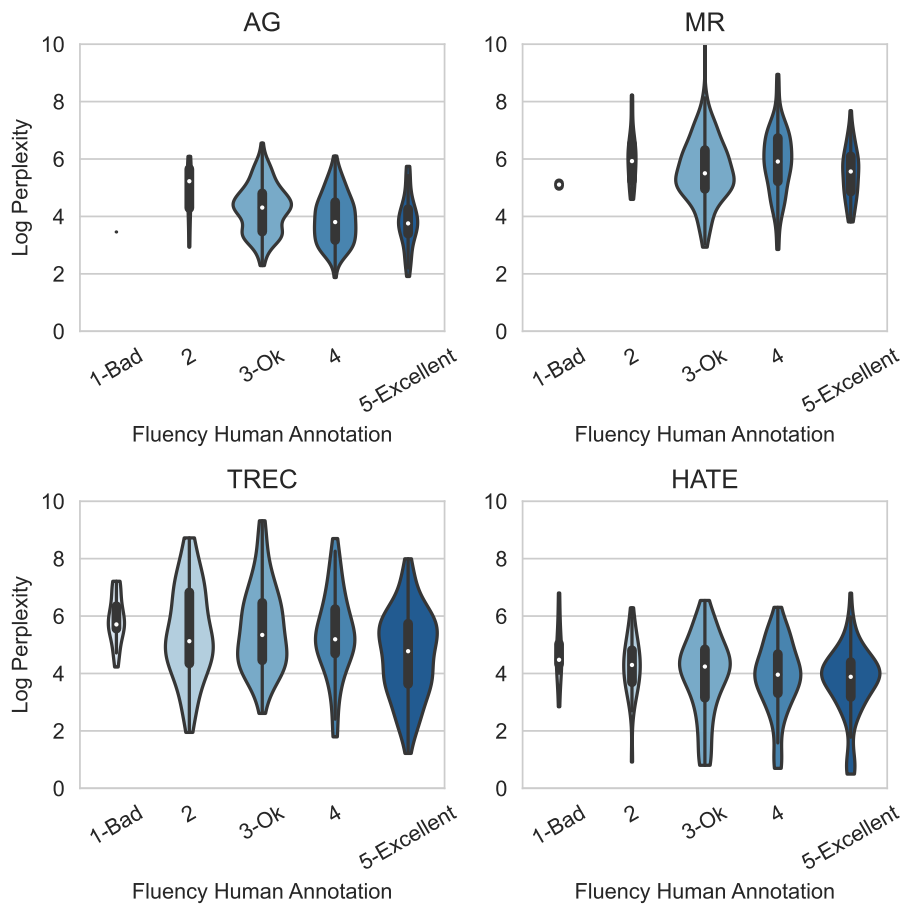 AG
10
8
6
4
2
0
Log Perplexity
1-Bad
2
3-Ok
4
5-Excellent
Fluency Human Annotation
MR
10
8
6
4
2
0
1-Bad
2
3-Ok
4
5-Excellent
Fluency Human Annotation
TREC
10
8
6
4
2
0
Log Perplexity
1-Bad
2
3-Ok
4
5-Excellent
Fluency Human Annotation
HATE
10
8
6
4
2
0
1-Bad
2
3-Ok
4
5-Excellent
Fluency Human Annotation